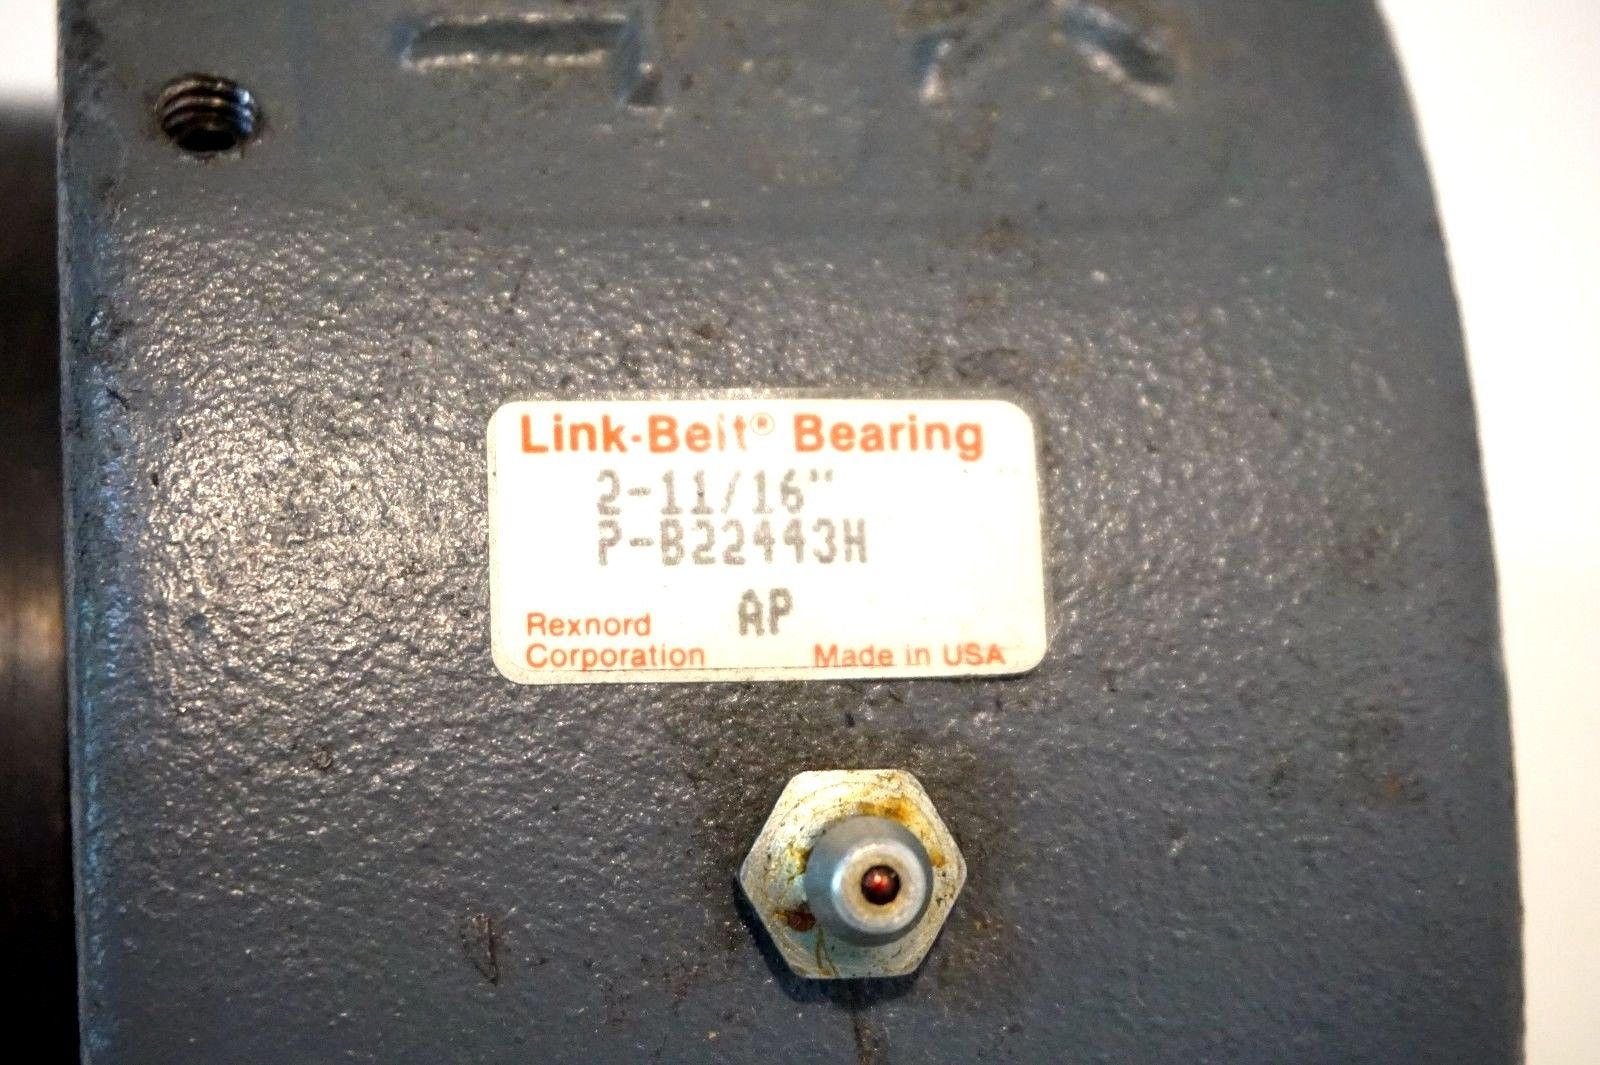 Link-Belt® Bearing
2-11/16"
P-B22443H
AP
Rexnord
Corporation
Made in USA